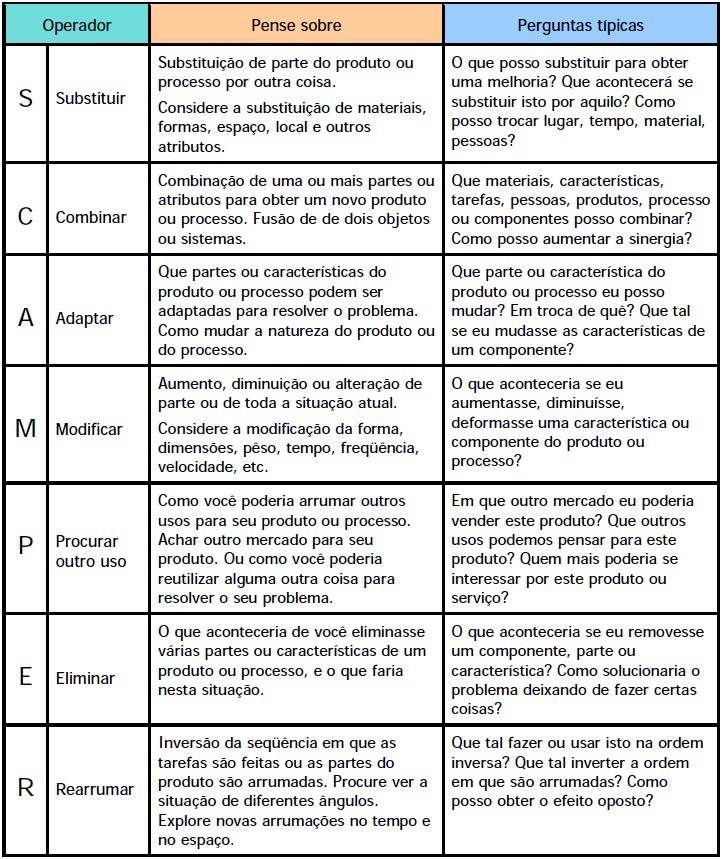 Operador
Pense sobre
Perguntas típicas
S
Substituir
Substituição de parte do produto ou
processo por outra coisa.
Considere a substituição de materiais,
formas, espaço, local e outros
atributos.
O que posso substituir para obter
uma melhoria? Que acontecerá se
substituir isto por aquilo? Como
posso trocar lugar, tempo, material,
pessoas?
C
Combinar
Combinação de uma ou mais partes ou
atributos para obter um novo produto
ou processo. Fusão de de dois objetos
ou sistemas.
Que materiais, características,
tarefas, pessoas, produtos, processo
ou componentes posso combinar?
Como posso aumentar a sinergia?
A
Adaptar
Que partes ou características do
produto ou processo podem ser
adaptadas para resolver o problema.
Como mudar a natureza do produto ou
do processo.
Que parte ou característica do
produto ou processo eu posso
mudar? Em troca de quê? Que tal
se eu mudasse as características de
um componente?
M
Modificar
Aumento, diminuição ou alteração de
parte ou de toda a situação atual.
Considere a modificação da forma,
dimensões, pêso, tempo, freqüência,
velocidade, etc.
O que aconteceria se eu
aumentasse, diminuísse,
deformasse uma característica ou
componente do produto ou
processo?
P
Procurar
outro uso
Como você poderia arrumar outros
usos para seu produto ou processo.
Achar outro mercado para seu
produto. Ou como você poderia
reutilizar alguma outra coisa para
resolver o seu problema.
Em que outro mercado eu poderia
vender este produto? Que outros
usos podemos pensar para este
produto? Quem mais poderia se
interessar por este produto ou
serviço?
E
Eliminar
O que aconteceria de você eliminasse
várias partes ou características de um
produto ou processo, e o que faria
nesta situação.
O que aconteceria se eu removesse
um componente, parte ou
característica? Como solucionaria o
problema deixando de fazer certas
coisas?
R
Rearrumar
Inversão da seqüência em que as
tarefas são feitas ou as partes do
produto são arrumadas. Procure ver a
situação de diferentes ângulos.
Explore novas arrumações no tempo e
no espaço.
Que tal fazer ou usar isto na ordem
inversa? Que tal inverter a ordem
em que são arrumadas? Como
posso obter o efeito oposto?